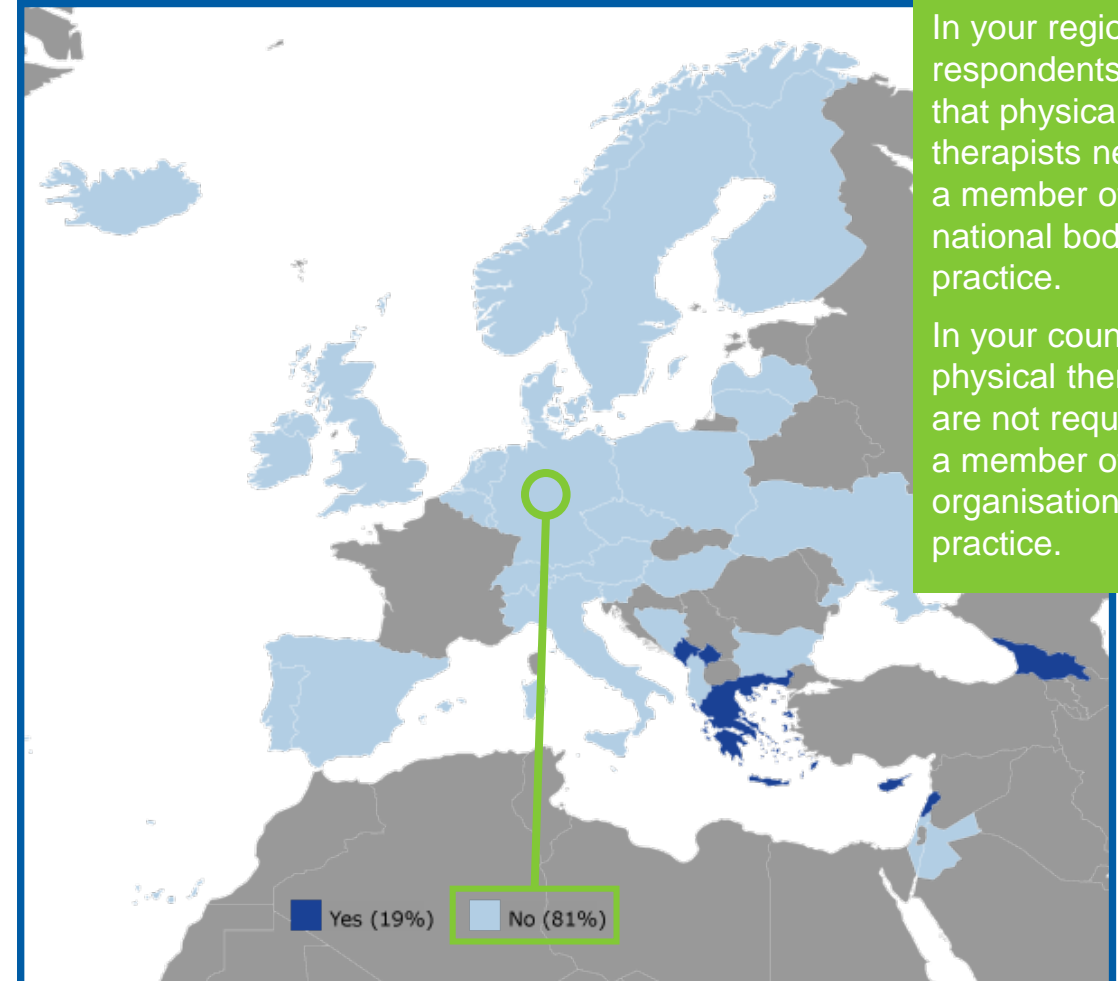 In your regio
respondents
that physica
therapists ne
a member o
national bod
practice.
In your coun
physical ther
are not requ
a member o
organisation
practice.
Yes (19%)
No (81%)